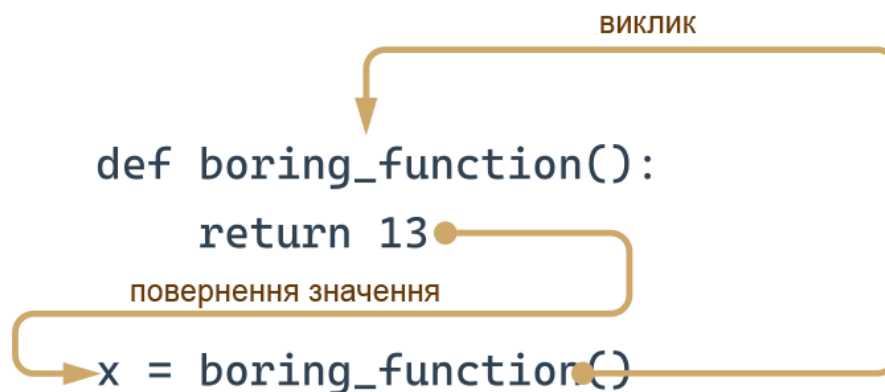 виклик
def boring_function():
return 13
повернення значення
x = boring_function()